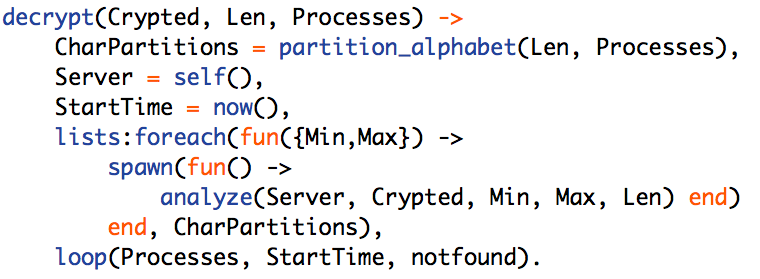 decrypt(Crypted, Len, Processes) ->
    CharPartitions = partition_alphabet(Len, Processes),
    Server = self(),
    StartTime = now(),
    lists:foreach(fun({Min,Max}) ->
        spawn(fun() ->
            analyze(Server, Crypted, Min, Max, Len) end)
        end, CharPartitions),
    loop(Processes, StartTime, notfound).